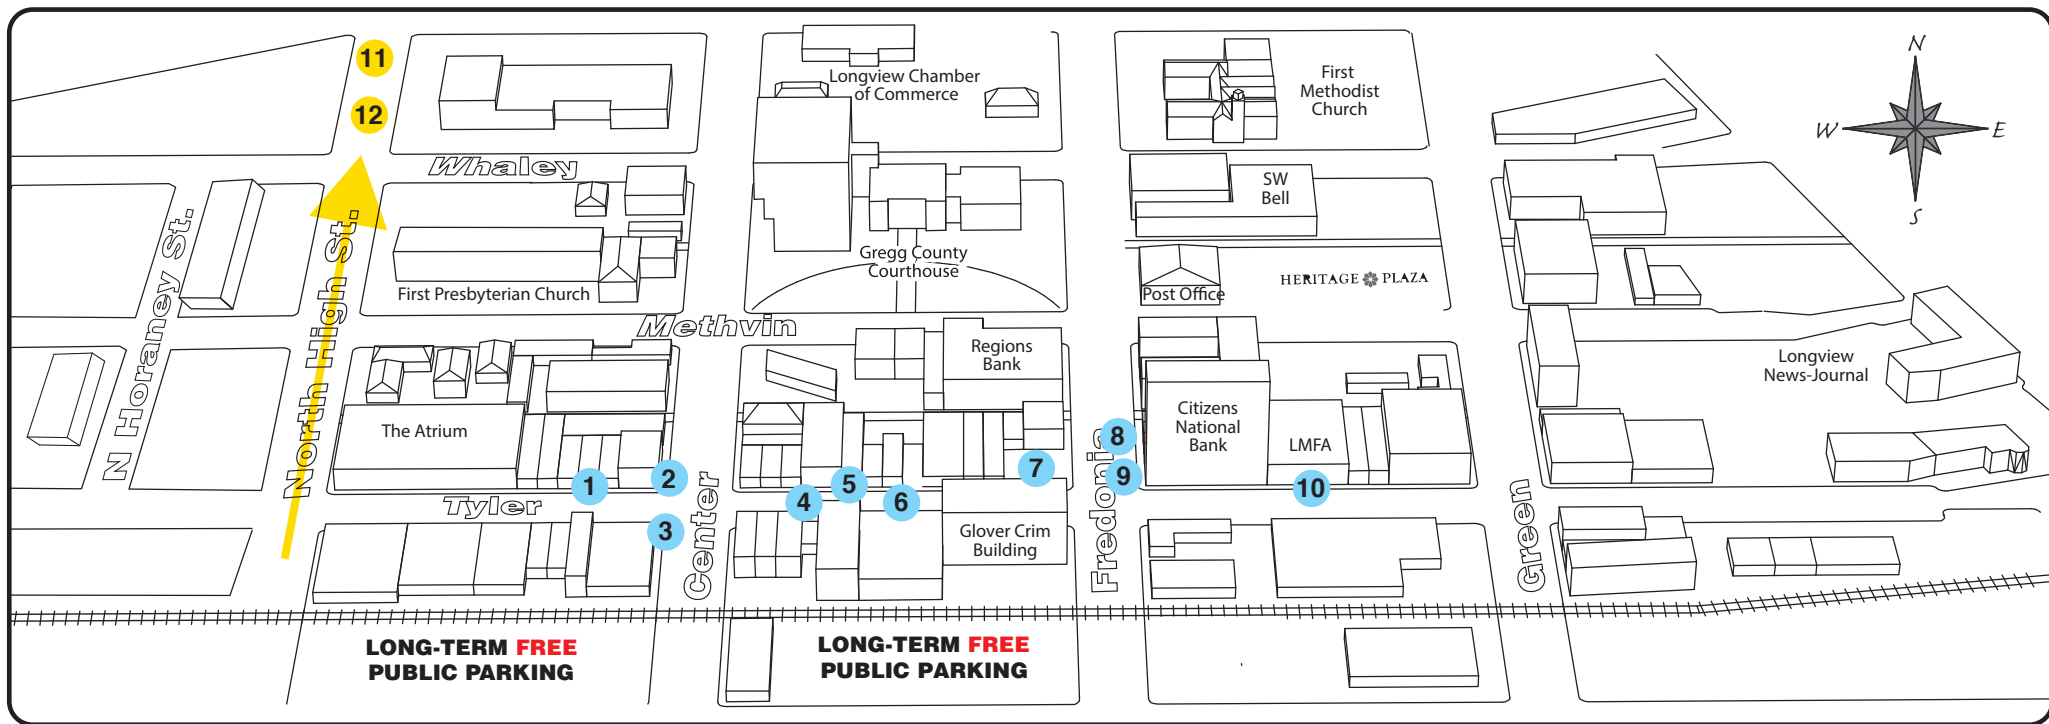 11
12
Longview Chamber
of Commerce
First
Methodist
Church
N
W
E
S
Whaley
SW
Bell
N Horaney St.
North High St.
First Presbyterian Church
Gregg County
Courthouse
Post Office
HERITAGE PLAZA
Methvin
The Atrium
Regions
Bank
Citizens
National
Bank
LMFA
Longview
News-Journal
1
2
3
4
5
6
7
8
9
10
Tyler
Center
Fredonia
Green
Glover Crim
Building
LONG-TERM FREE
PUBLIC PARKING
LONG-TERM FREE
PUBLIC PARKING